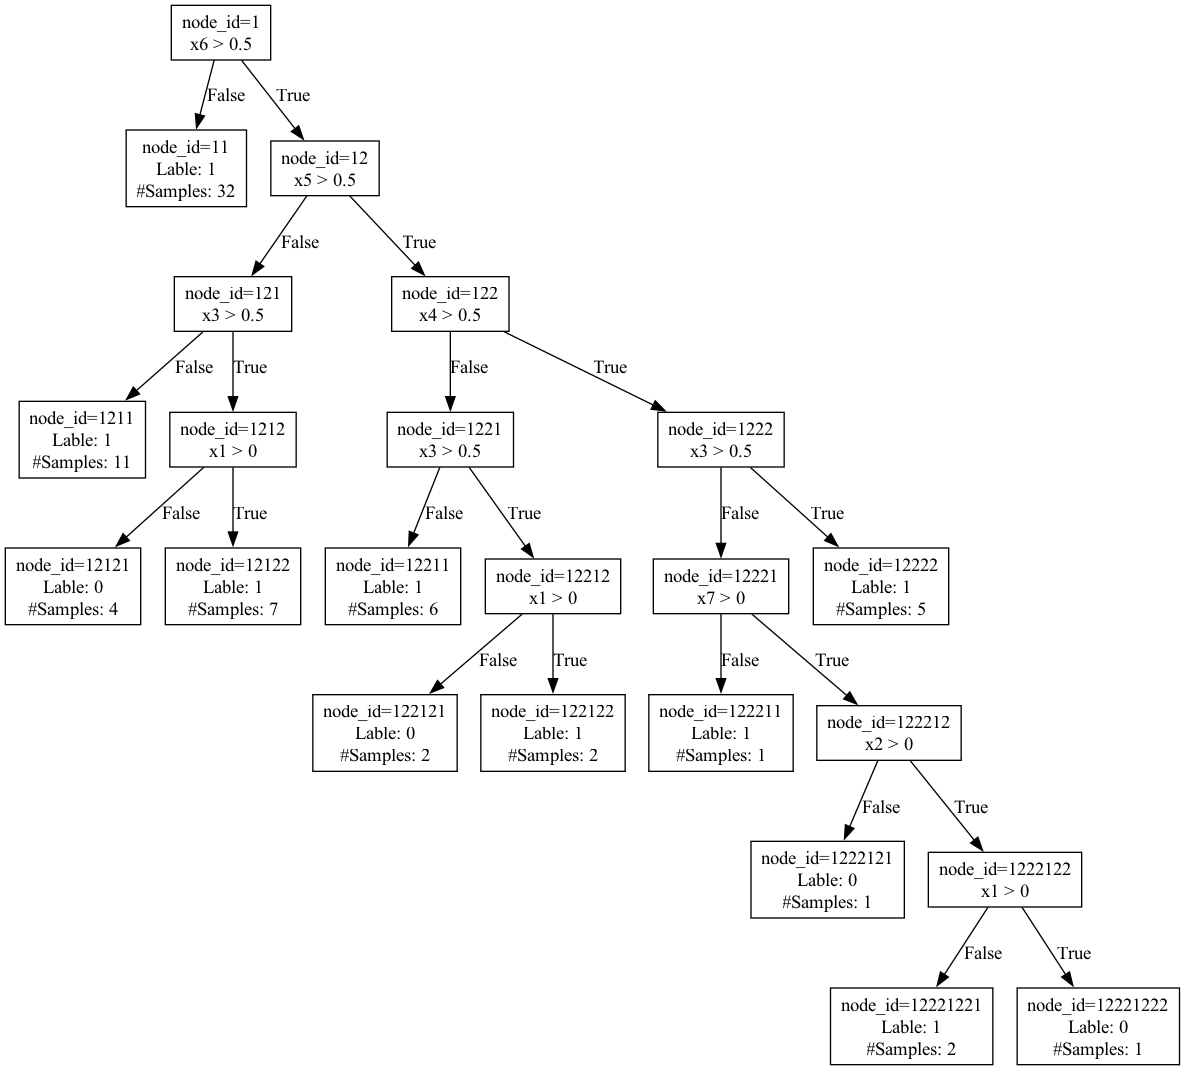 node_id=1
x6 > 0.5
False
True
node_id=11
Lable: 1
#Samples: 32
node_id=12
x5 > 0.5
False
True
node_id=121
x3 > 0.5
node_id=122
x4 > 0.5
False
True
False
True
node_id=1211
Lable: 1
#Samples: 11
node_id=1212
x1 > 0
node_id=1221
x3 > 0.5
node_id=1222
x3 > 0.5
False
True
False
True
False
True
node_id=12121
Lable: 0
#Samples: 4
node_id=12122
Lable: 1
#Samples: 7
node_id=12211
Lable: 1
#Samples: 6
node_id=12212
x1 > 0
node_id=12221
x7 > 0
node_id=12222
Lable: 1
#Samples: 5
False
True
False
True
node_id=122121
Lable: 0
#Samples: 2
node_id=122122
Lable: 1
#Samples: 2
node_id=122211
Lable: 1
#Samples: 1
node_id=122212
x2 > 0
False
True
node_id=1222121
Lable: 0
#Samples: 1
node_id=1222122
x1 > 0
False
True
node_id=12221221
Lable: 1
#Samples: 2
node_id=12221222
Lable: 0
#Samples: 1